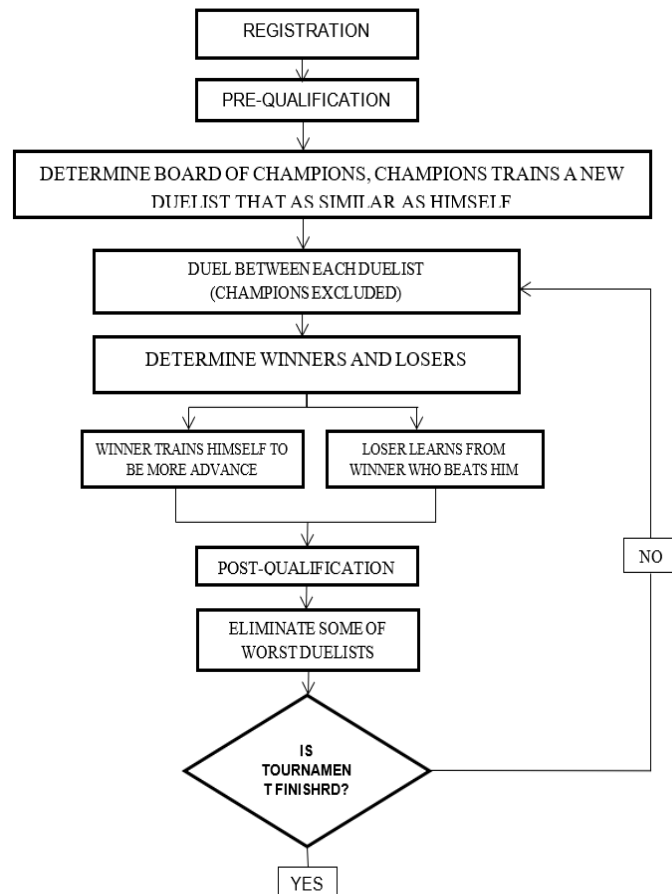 REGISTRATION
PRE-QUALIFICATION
DETERMINE BOARD OF CHAMPIONS, CHAMPIONS TRAINS A NEW
DUELIST THAT AS SIMILAR AS HIMSELF
DUEL BETWEEN EACH DUELIST
(CHAMPIONS EXCLUDED)
DETERMINE WINNERS AND LOSERS
WINNER TRAINS HIMSELF TO
BE MORE ADVANCE
LOSER LEARNS FROM
WINNER WHO BEATS HIM
POST-QUALIFICATION
NO
ELIMINATE SOME OF
WORST DUELISTS
IS
TOURNAMEN
T FINISHRD?
YES